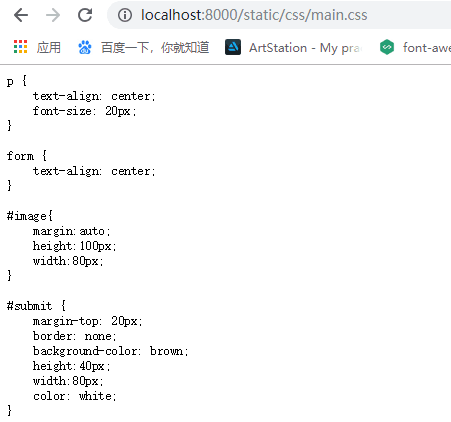 localhost:8000/static/css/main.css
应用 百度一下，你就知道 ArtStation - My pra font-awe
p {
    text-align: center;
    font-size: 20px;
}
form {
    text-align: center;
}
#image{
    margin:auto;
    height:100px;
    width:80px;
}
#submit {
    margin-top: 20px;
    border: none;
    background-color: brown;
    height:40px;
    width:80px;
    color: white;
}